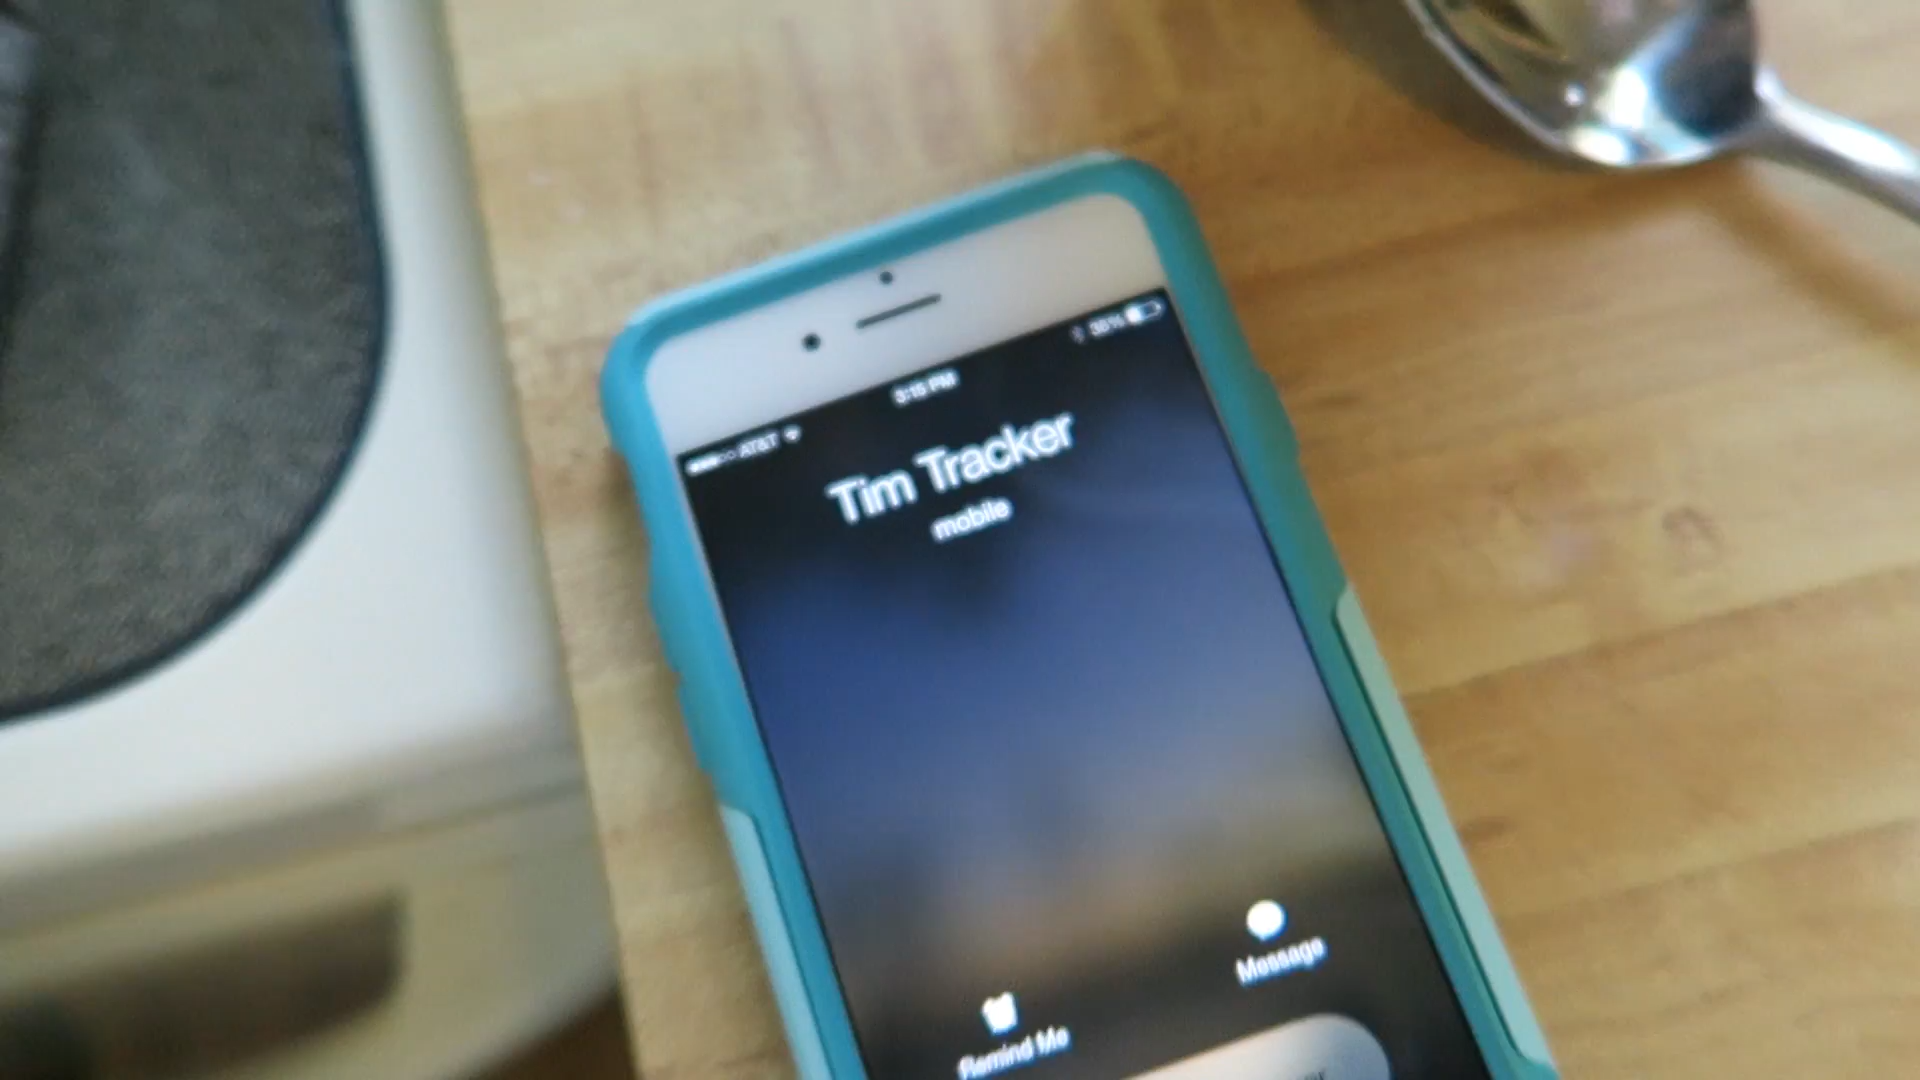 AT&T
3:15 PM
Tim Tracker
mobile
Message
Remind Me